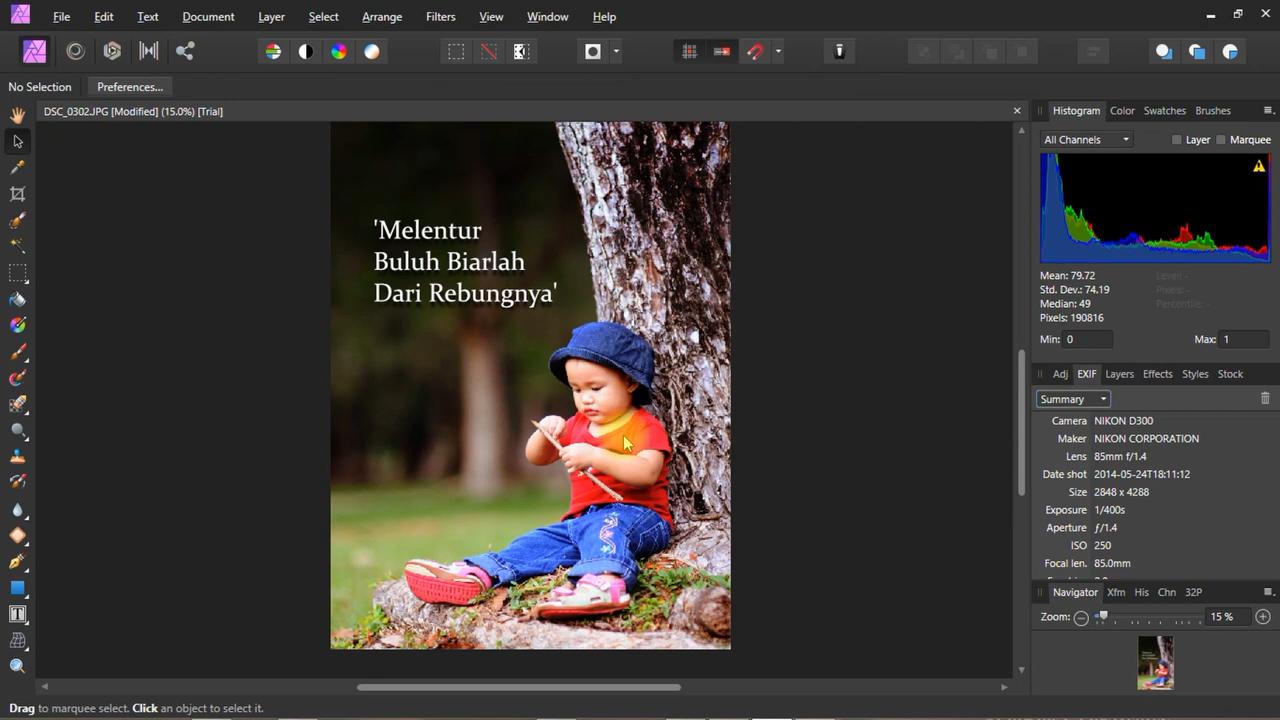 File Edit Text Document Layer Select Arrange Filters View Window Help
No Selection Preferences...
DSC_0302.JPG [Modified] (15.0%) [Trial]
'Melentur
Buluh Biarlah
Dari Rebungnya'
Histogram Color Swatches Brushes
All Channels Layer Marquee
Mean: 79.72 Level: -
Std. Dev.: 74.19 Pixels: -
Median: 49 Percentile: -
Pixels: 190816
Min: 0 Max: 1
Adj EXIF Layers Effects Styles Stock
Summary
Camera NIKON D300
Maker NIKON CORPORATION
Lens 85mm f/1.4
Date shot 2014-05-24T18:11:12
Size 2848 x 4288
Exposure 1/400s
Aperture ƒ/1.4
ISO 250
Focal len. 85.0mm
Navigator Xfm His Chn 32P
Zoom: 15 %
Drag to marquee select. Click an object to select it.